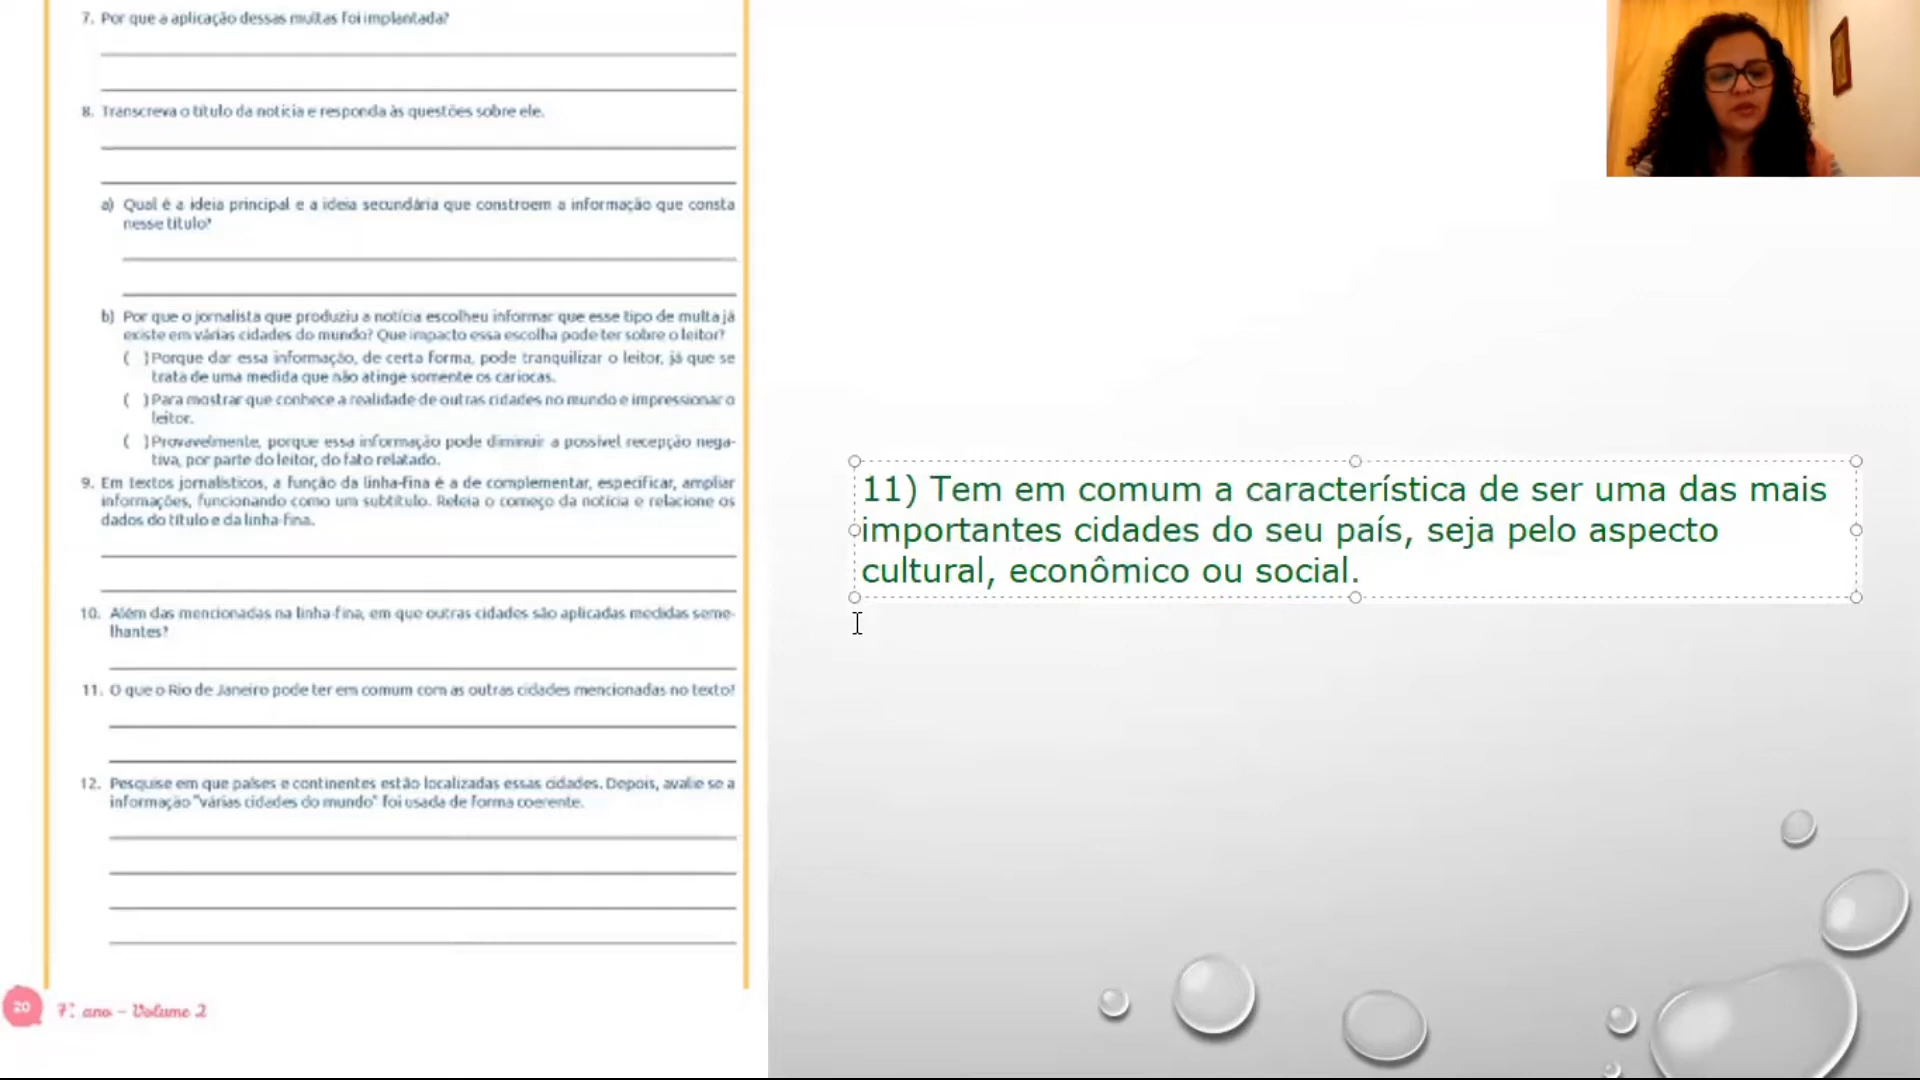 7. Por que a aplicação dessas multas foi implantada?
8. Transcreva o título da notícia e responda às questões sobre ele.
a) Qual é a ideia principal e a ideia secundária que constroem a informação que consta
nesse título?
b) Por que o jornalista que produziu a notícia escolheu informar que esse tipo de multa já
existe em várias cidades do mundo? Que impacto essa escolha pode ter sobre o leitor?
( ) Porque dar essa informação, de certa forma, pode tranquilizar o leitor, já que se
trata de uma medida que não atinge somente os cariocas.
( ) Para mostrar que conhece a realidade de outras cidades no mundo e impressionar o
leitor.
( ) Provavelmente, porque essa informação pode diminuir a possível recepção nega-
tiva, por parte do leitor, do fato relatado.
9. Em textos jornalísticos, a função da linha-fina é a de complementar, especificar, ampliar
informações, funcionando como um subtítulo. Releia o começo da notícia e relacione os
dados do título e da linha-fina.
10. Além das mencionadas na linha-fina, em que outras cidades são aplicadas medidas seme-
lhantes?
11. O que o Rio de Janeiro pode ter em comum com as outras cidades mencionadas no texto?
12. Pesquise em que países e continentes estão localizadas essas cidades. Depois, avalie se a
informação "várias cidades do mundo" foi usada de forma coerente.
20 7º. ano – Volume 2
11) Tem em comum a característica de ser uma das mais
importantes cidades do seu país, seja pelo aspecto
cultural, econômico ou social.